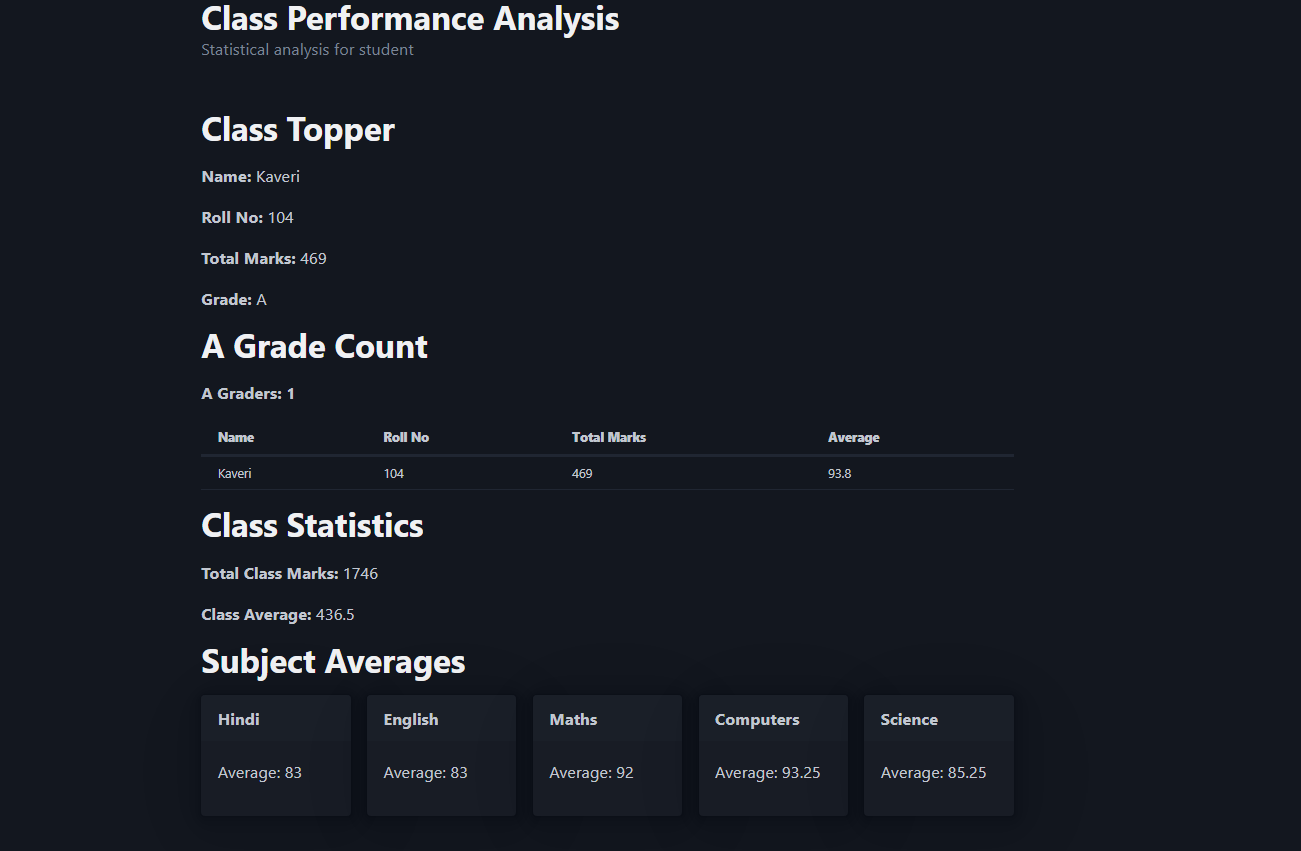 Class Performance Analysis
Statistical analysis for student
Class Topper
Name: Kaveri
Roll No: 104
Total Marks: 469
Grade: A
A Grade Count
A Graders: 1
Name Roll No Total Marks Average
Kaveri 104 469 93.8
Class Statistics
Total Class Marks: 1746
Class Average: 436.5
Subject Averages
Hindi English Maths Computers Science
Average: 83 Average: 83 Average: 92 Average: 93.25 Average: 85.25